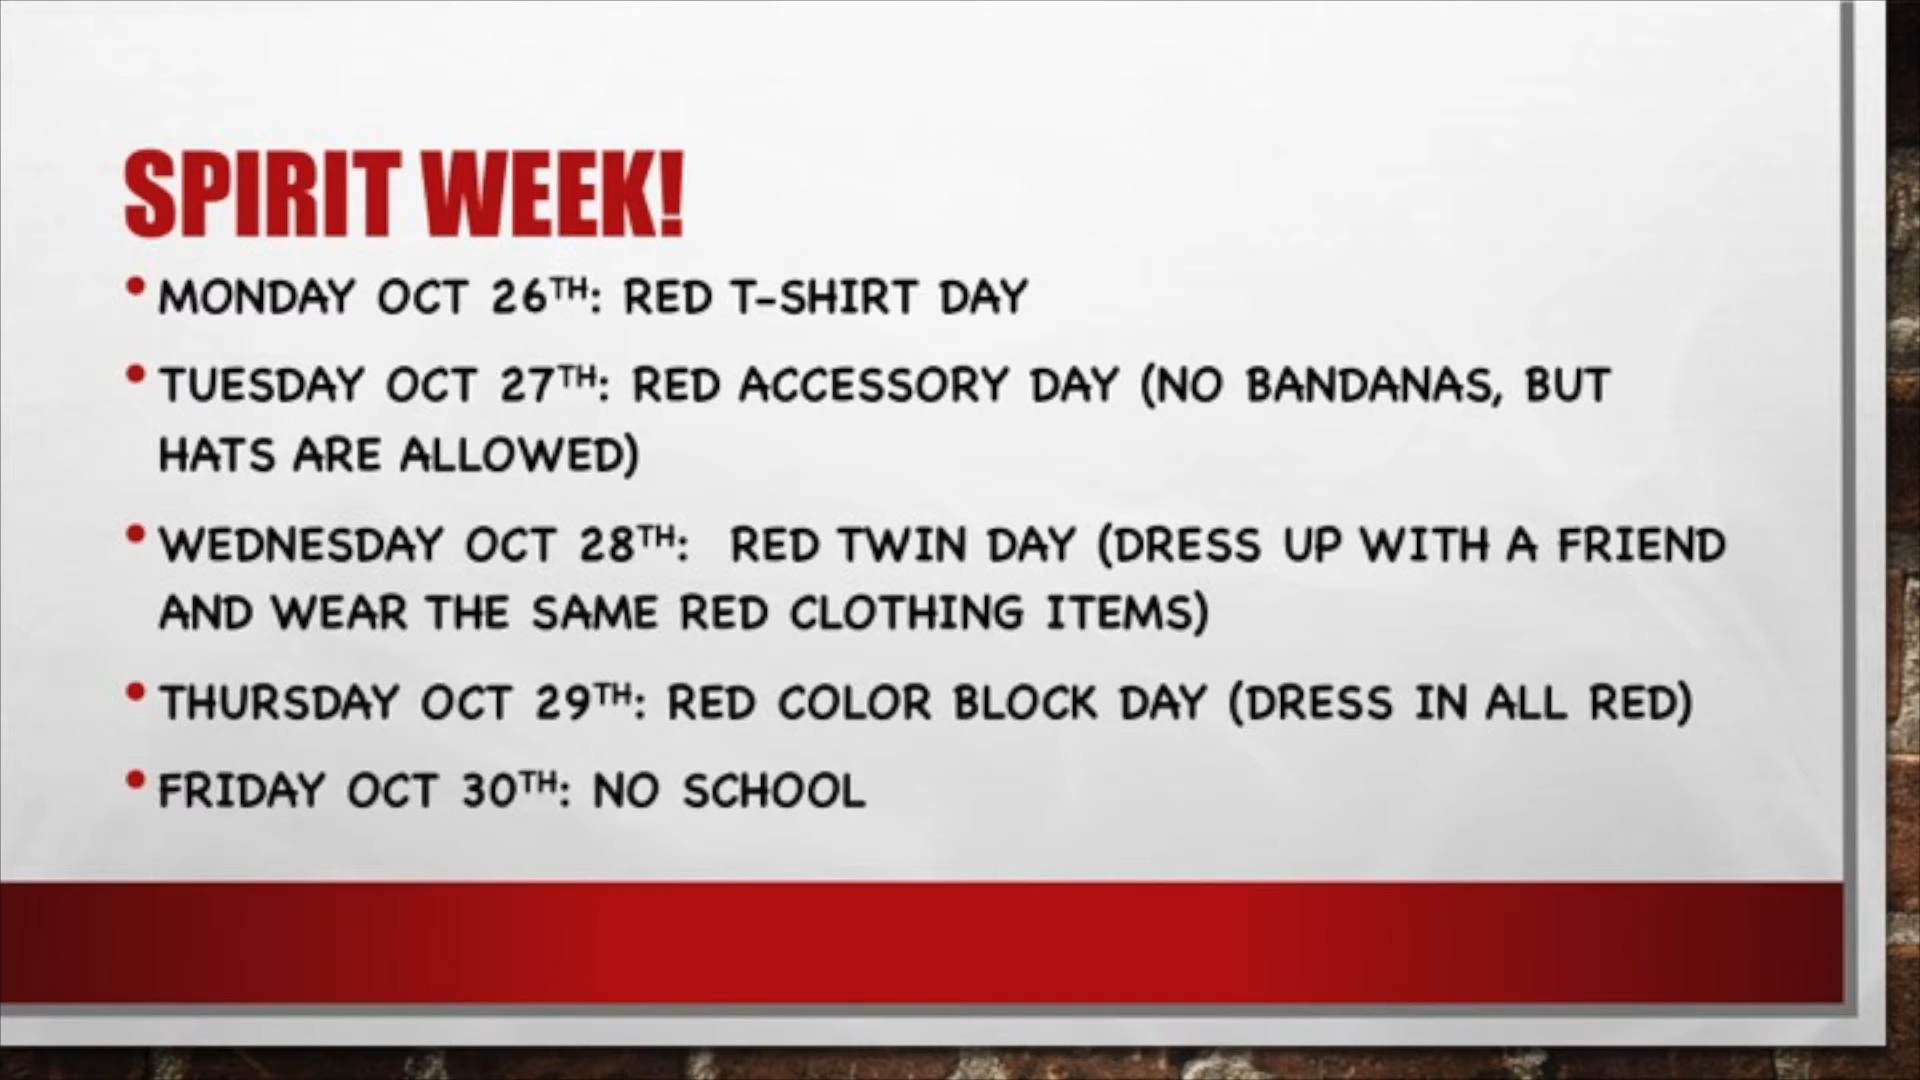 SPIRIT WEEK!
• MONDAY OCT 26TH: RED T-SHIRT DAY
• TUESDAY OCT 27TH: RED ACCESSORY DAY (NO BANDANAS, BUT
HATS ARE ALLOWED)
• WEDNESDAY OCT 28TH: RED TWIN DAY (DRESS UP WITH A FRIEND
AND WEAR THE SAME RED CLOTHING ITEMS)
• THURSDAY OCT 29TH: RED COLOR BLOCK DAY (DRESS IN ALL RED)
• FRIDAY OCT 30TH: NO SCHOOL